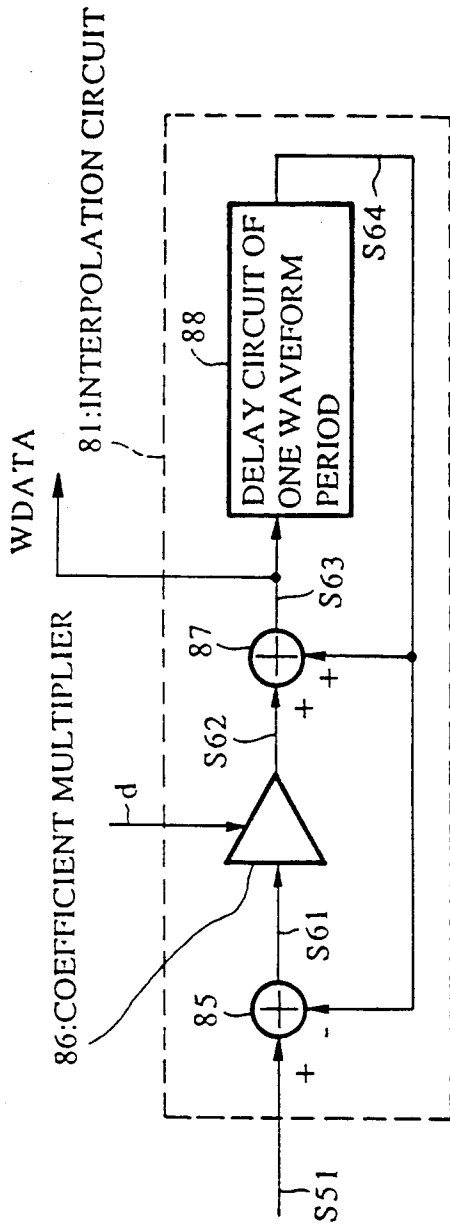 WDATA
81:INTERPOLATION CIRCUIT
86:COEFFICIENT MULTIPLIER
d
88
DELAY CIRCUIT OF
ONE WAVEFORM
PERIOD
85
87
S51
S61
S62
S63
S64
+
-
+
+